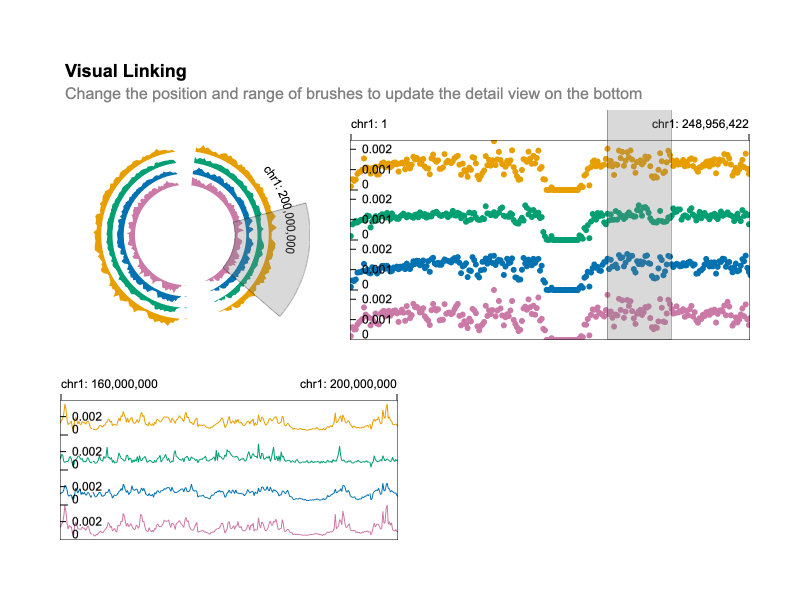 Visual Linking
Change the position and range of brushes to update the detail view on the bottom
chr1: 200,000,000
chr1: 1
chr1: 248,956,422
0.002
0.001
0
0.002
0.001
0
0.002
0.001
0
0.002
0.001
0
chr1: 160,000,000
chr1: 200,000,000
0.002
0
0.002
0
0.002
0
0.002
0